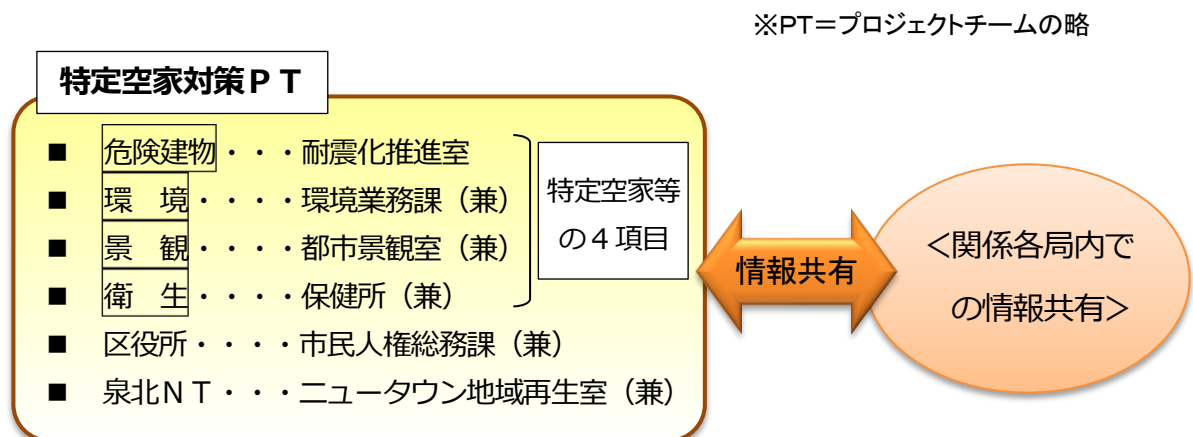 ※PT=プロジェクトチームの略
特定空家対策PT
■ 危険建物・・・耐震化推進室
■ 環 境・・・・環境業務課（兼）
■ 景 観・・・・都市景観室（兼）
■ 衛 生・・・・保健所（兼）
■ 区役所・・・・市民人権総務課（兼）
■ 泉北NT・・・ニュータウン地域再生室（兼）
特定空家等
の４項目
情報共有
<関係各局内で
の情報共有>